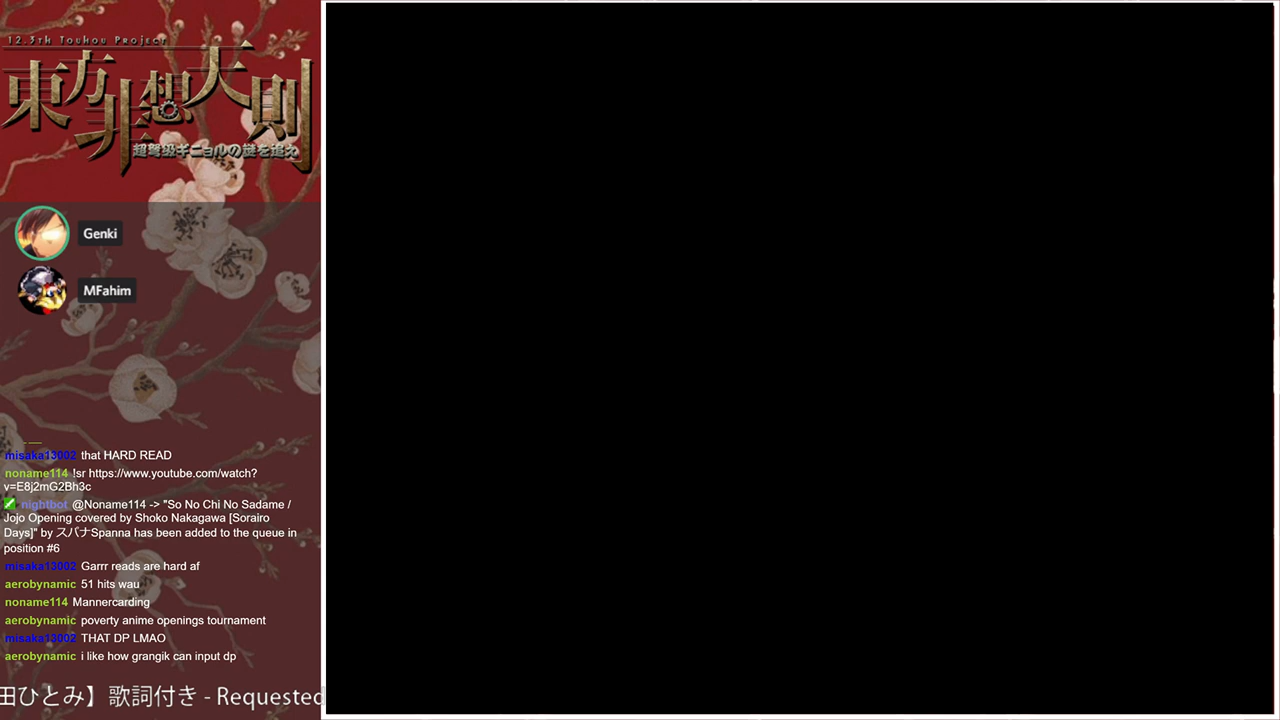 12.3th Touhou Project
東方非想天則
超弩級ギニョルの謎を追え
Genki
MFahim
misaka13002 that HARD READ
noname114 !sr https://www.youtube.com/watch?
v=E8j2mG2Bh3c
nightbot @Noname114 -> "So No Chi No Sadame /
Jojo Opening covered by Shoko Nakagawa [Sorairo
Days]" by スパナSpanna has been added to the queue in
position #6
misaka13002 Garrr reads are hard af
aerobynamic 51 hits wau
noname114 Mannercarding
aerobynamic poverty anime openings tournament
misaka13002 THAT DP LMAO
aerobynamic i like how grangik can input dp
田ひとみ】歌詞付き - Requested